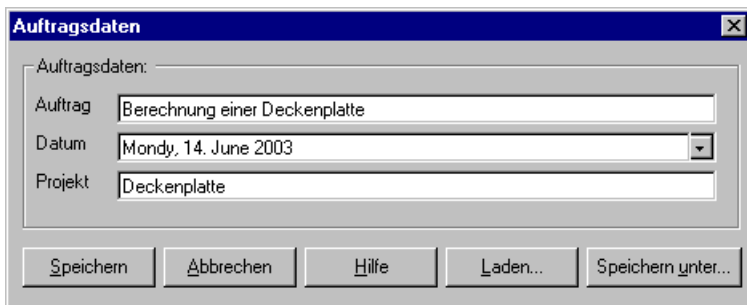 Auftragsdaten
Auftragsdaten:
Auftrag Berechnung einer Deckenplatte
Datum Mondy, 14. June 2003
Projekt Deckenplatte
Speichern Abbrechen Hilfe Laden... Speichern unter...